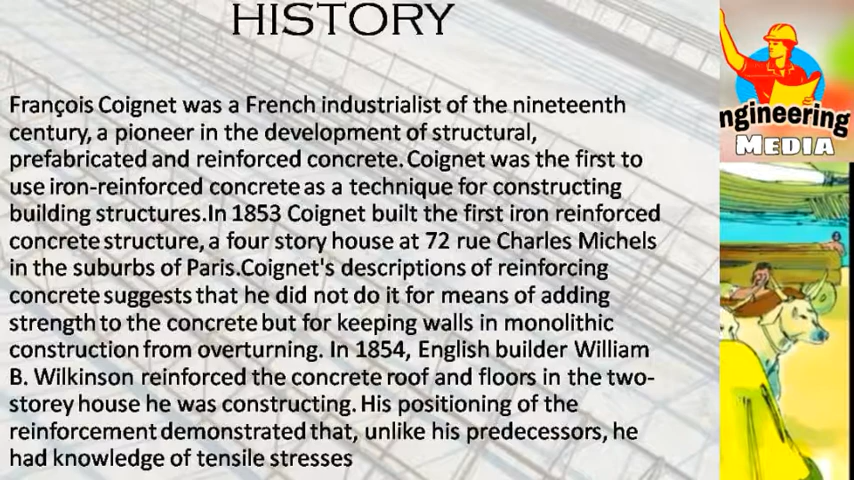 HISTORY
François Coignet was a French industrialist of the nineteenth
century, a pioneer in the development of structural,
prefabricated and reinforced concrete. Coignet was the first to
use iron-reinforced concrete as a technique for constructing
building structures.In 1853 Coignet built the first iron reinforced
concrete structure, a four story house at 72 rue Charles Michels
in the suburbs of Paris.Coignet's descriptions of reinforcing
concrete suggests that he did not do it for means of adding
strength to the concrete but for keeping walls in monolithic
construction from overturning. In 1854, English builder William
B. Wilkinson reinforced the concrete roof and floors in the two-
storey house he was constructing. His positioning of the
reinforcement demonstrated that, unlike his predecessors, he
had knowledge of tensile stresses
ngineering
MEDIA